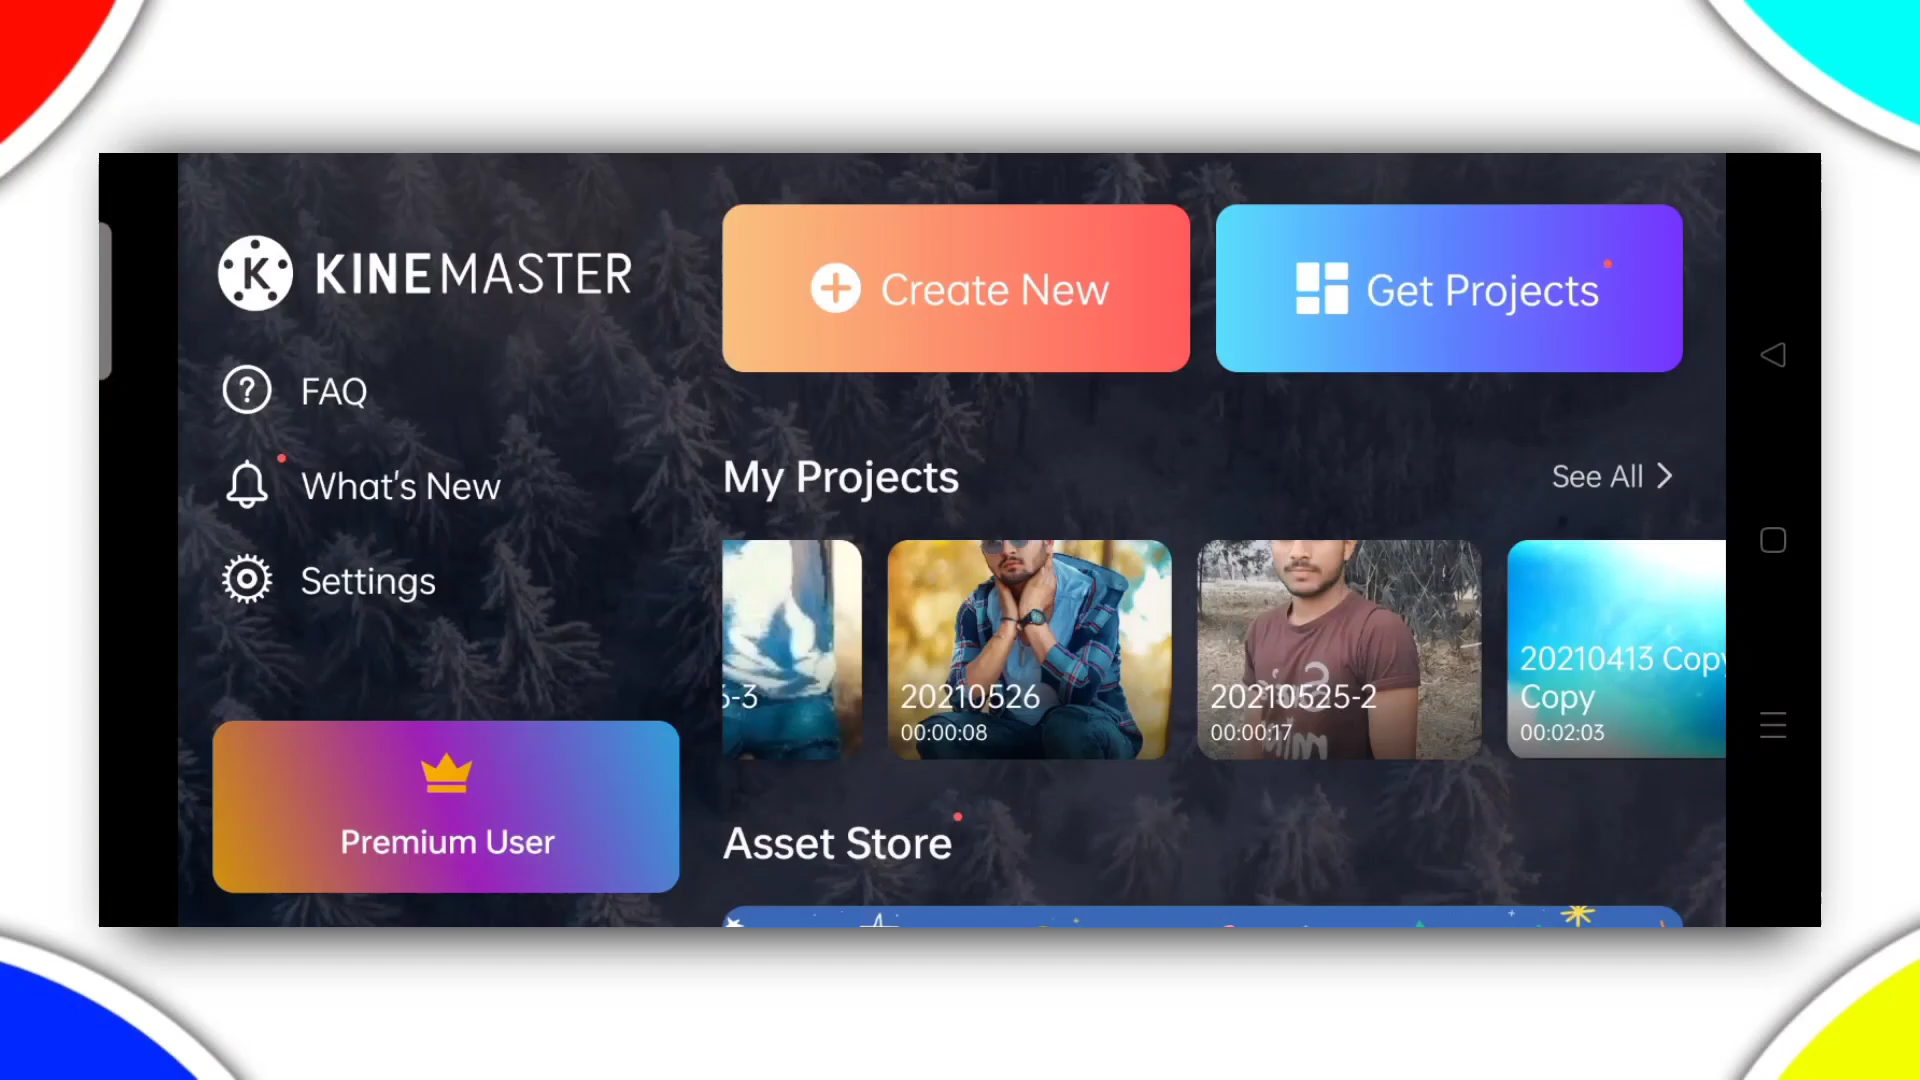 KINEMASTER
FAQ
What's New
Settings
Premium User
Create New
Get Projects
My Projects
See All
-3
20210526
00:00:08
20210525-2
00:00:17
20210413 Copy
Copy
00:02:03
Asset Store